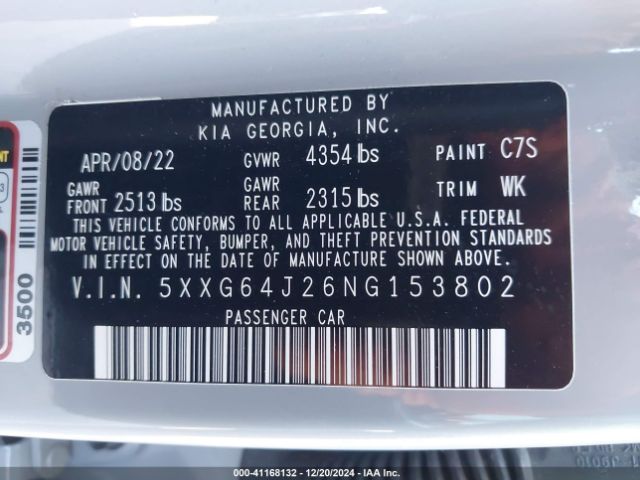 MANUFACTURED BY
KIA GEORGIA, INC.
APR/08/22 GVWR 4354 lbs PAINT C7S
GAWR FRONT 2513 lbs GAWR REAR 2315 lbs TRIM WK
THIS VEHICLE CONFORMS TO ALL APPLICABLE U.S.A. FEDERAL
MOTOR VEHICLE SAFETY, BUMPER, AND THEFT PREVENTION STANDARDS
IN EFFECT ON THE DATE OF MANUFACTURE SHOWN ABOVE.
V.I.N. 5XXG64J26NG153802
PASSENGER CAR
3500
000-41168132 - 12/20/2024 - IAA Inc.